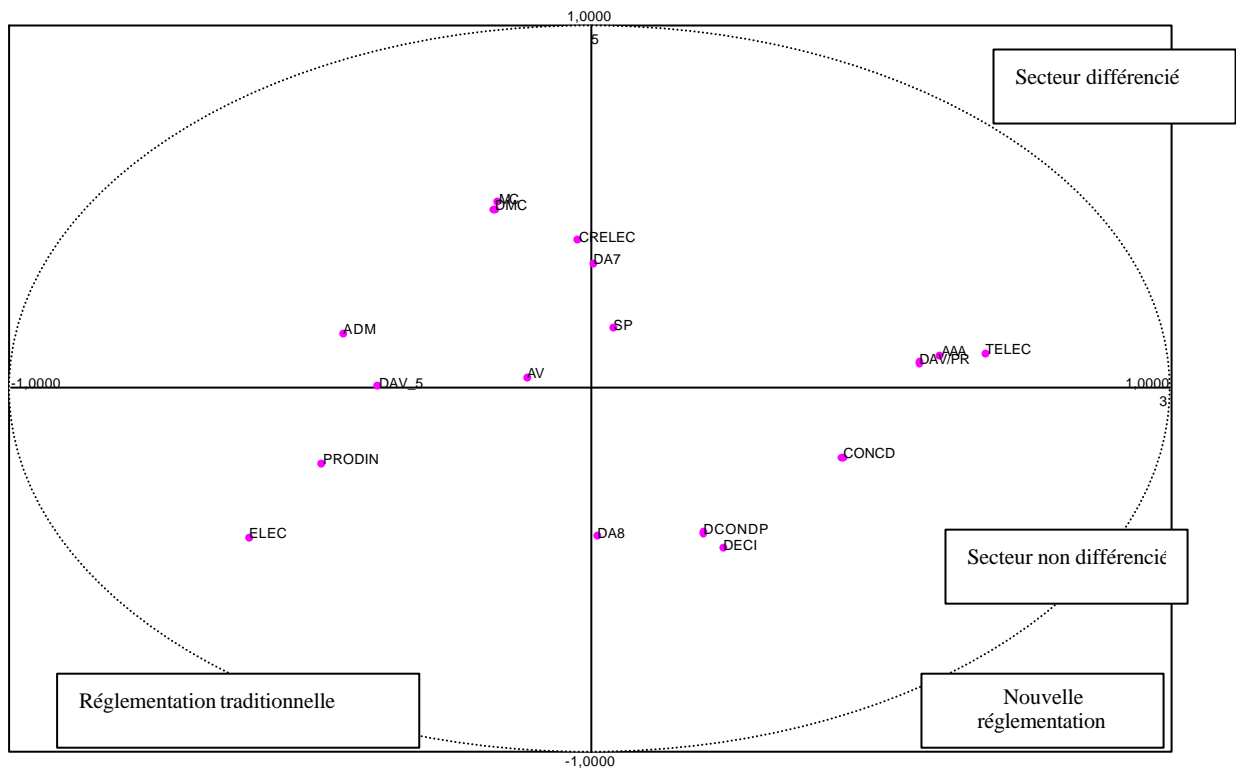 1,0000
5
Secteur différencié
MC
DMC
CRELEC
DA7
SP
ADM
AAA
TELEC
DAV/PR
AV
DAV_5
-1,0000
1,0000
3
CONCD
PRODIN
ELEC
DA8
DCONDP
DECI
Secteur non différencié
Réglementation traditionnelle
Nouvelle
réglementation
-1,0000